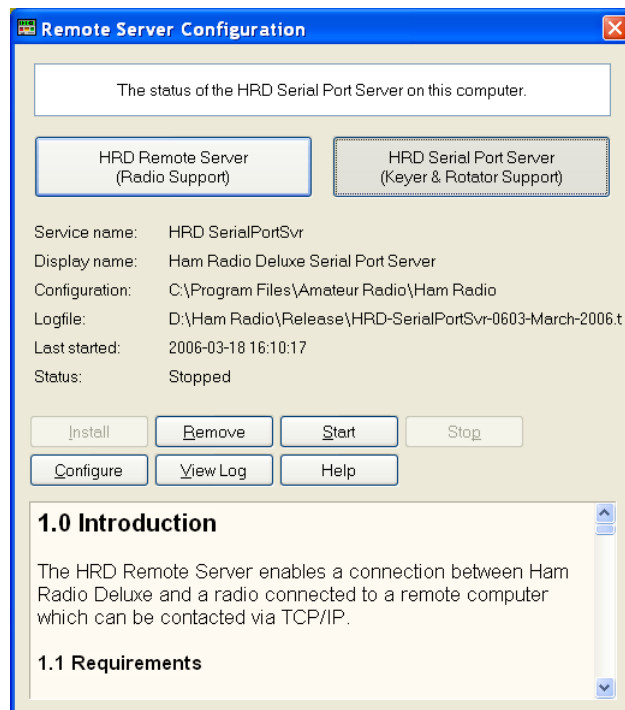 Remote Server Configuration
The status of the HRD Serial Port Server on this computer.
HRD Remote Server
(Radio Support)
HRD Serial Port Server
(Keyer & Rotator Support)
Service name: HRD SerialPortSvr
Display name: Ham Radio Deluxe Serial Port Server
Configuration: C:\Program Files\Amateur Radio\Ham Radio
Logfile: D:\Ham Radio\Release\HRD-SerialPortSvr-0603-March-2006.t
Last started: 2006-03-18 16:10:17
Status: Stopped
Install Remove Start Stop
Configure View Log Help
1.0 Introduction
The HRD Remote Server enables a connection between Ham
Radio Deluxe and a radio connected to a remote computer
which can be contacted via TCP/IP.
1.1 Requirements